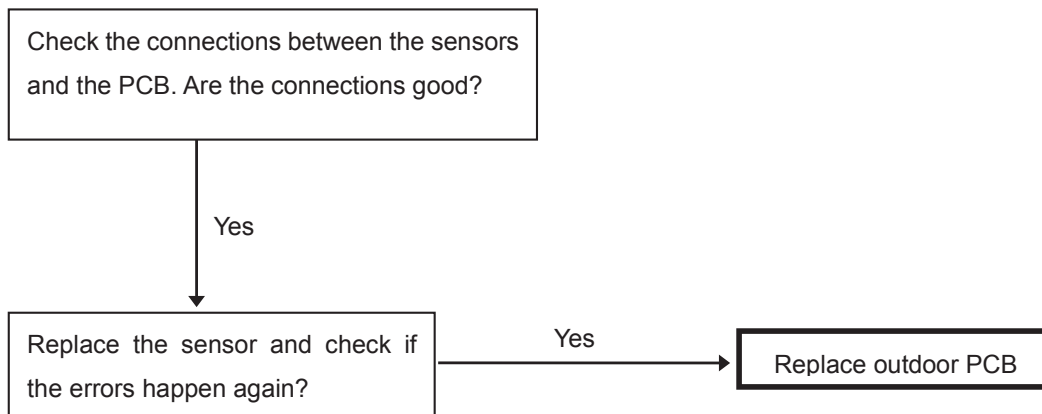 Check the connections between the sensors
and the PCB. Are the connections good?
Yes
Replace the sensor and check if
the errors happen again?
Yes
Replace outdoor PCB